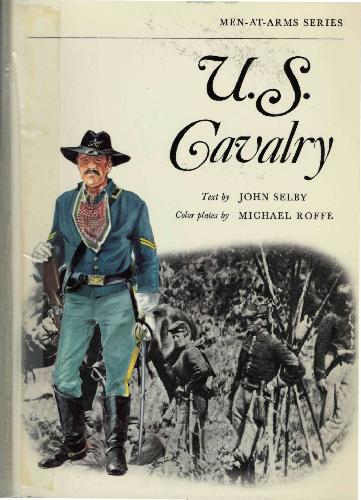 MEN-AT-ARMS SERIES
U.S.
Cavalry
Text by JOHN SELBY
Color plates by MICHAEL ROFFE